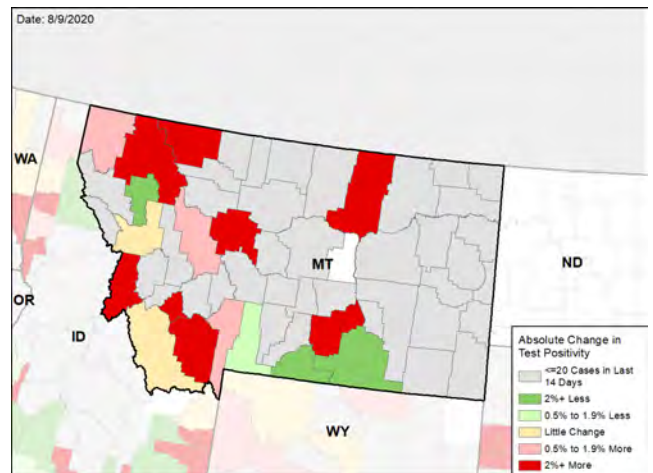 Date: 8/9/2020
WA
MT
ND
OR
ID
WY
Absolute Change in
Test Positivity
<=20 Cases in Last
14 Days
2%+ Less
0.5% to 1.9% Less
Little Change
0.5% to 1.9% More
2%+ More